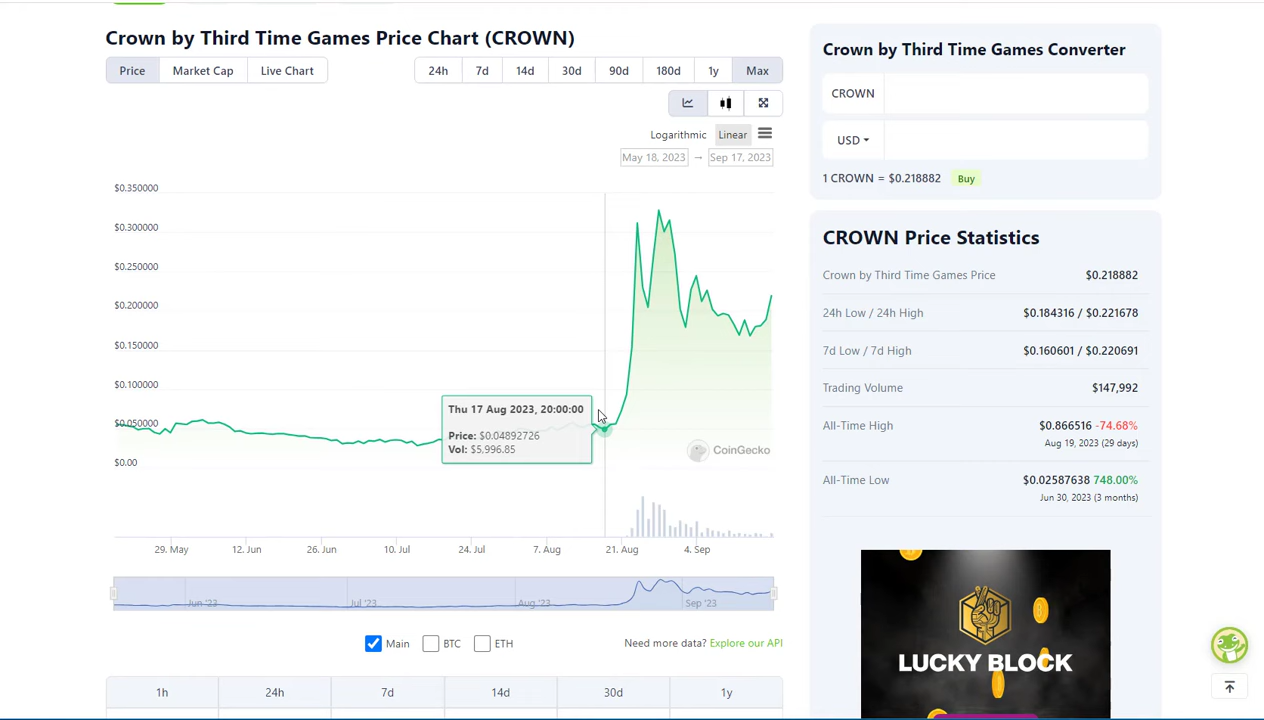 Crown by Third Time Games Price Chart (CROWN)
Price Market Cap Live Chart 24h 7d 14d 30d 90d 180d 1y Max
Logarithmic Linear
May 18, 2023 → Sep 17, 2023
$0.350000
$0.300000
$0.250000
$0.200000
$0.150000
$0.100000
$0.050000
$0.00
Thu 17 Aug 2023, 20:00:00
Price: $0.04892726
Vol: $5,996.85
CoinGecko
29. May 12. Jun 26. Jun 10. Jul 24. Jul 7. Aug 21. Aug 4. Sep
Jun '23 Jul '23 Aug '23 Sep '23
Main BTC ETH Need more data? Explore our API
1h 24h 7d 14d 30d 1y
Crown by Third Time Games Converter
CROWN
USD
1 CROWN = $0.218882 Buy
CROWN Price Statistics
Crown by Third Time Games Price $0.218882
24h Low / 24h High $0.184316 / $0.221678
7d Low / 7d High $0.160601 / $0.220691
Trading Volume $147,992
All-Time High $0.866516 -74.68%
Aug 19, 2023 (29 days)
All-Time Low $0.02587638 748.00%
Jun 30, 2023 (3 months)
LUCKY BLOCK